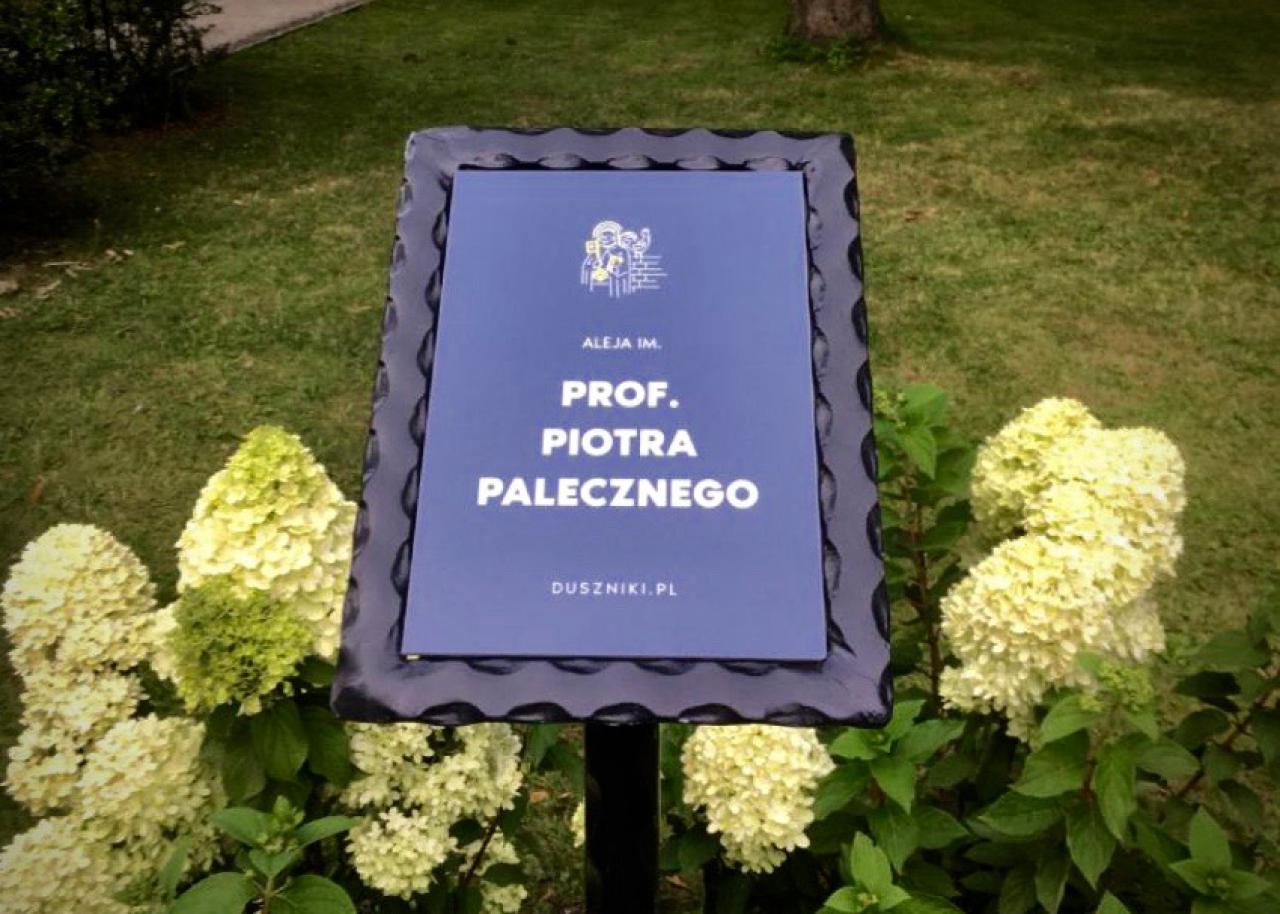 ALEJA IM.
PROF.
PIOTRA
PALECZNEGO
DUSZNIKI.PL